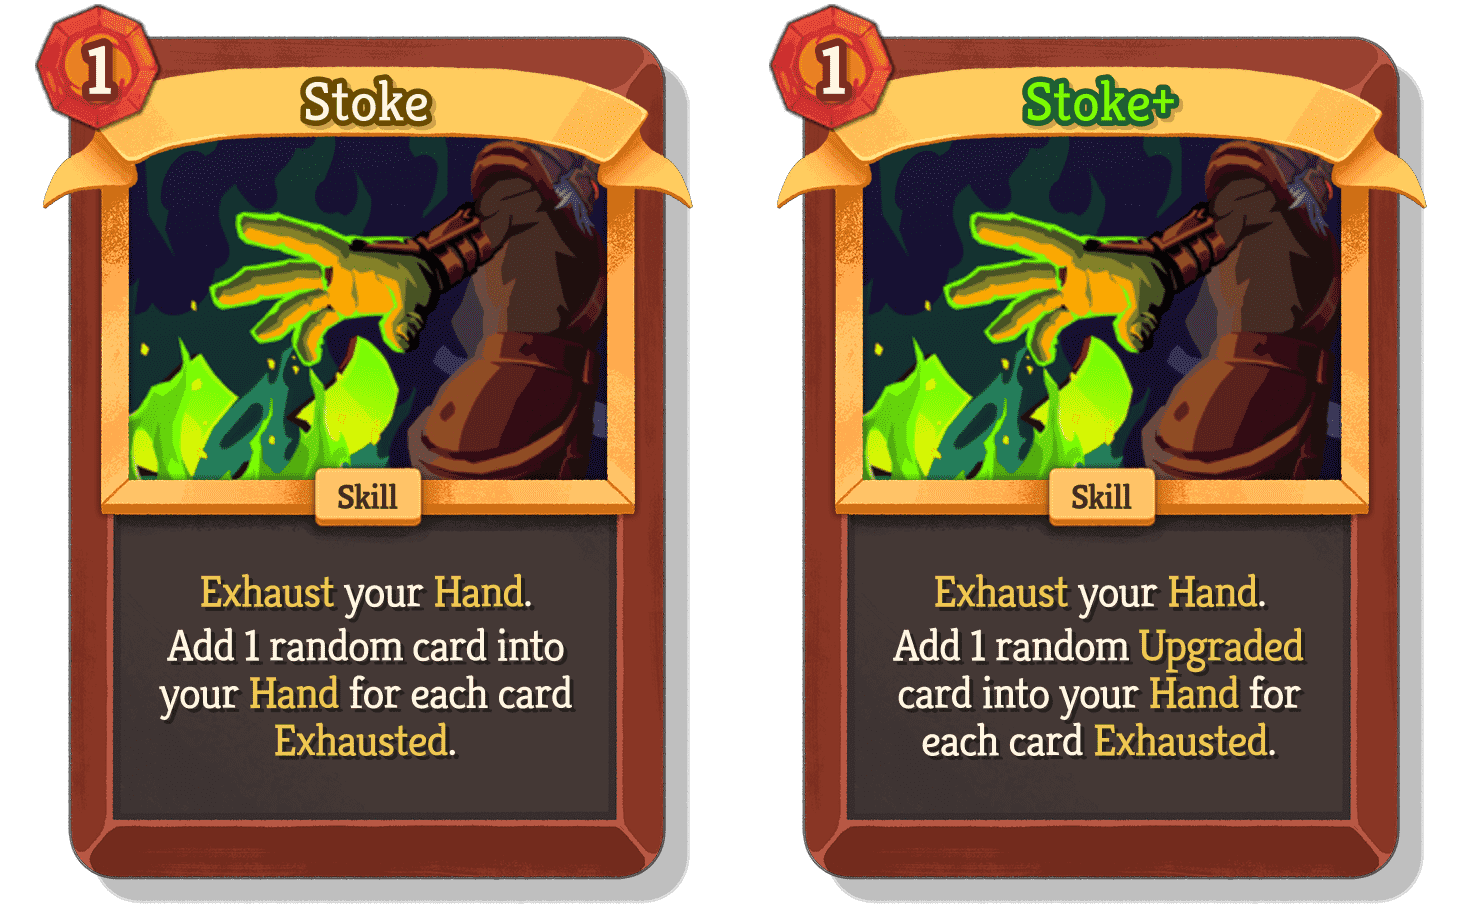 1
Stoke
Skill
Exhaust your Hand.
Add 1 random card into
your Hand for each card
Exhausted.
1
Stoke+
Skill
Exhaust your Hand.
Add 1 random Upgraded
card into your Hand for
each card Exhausted.